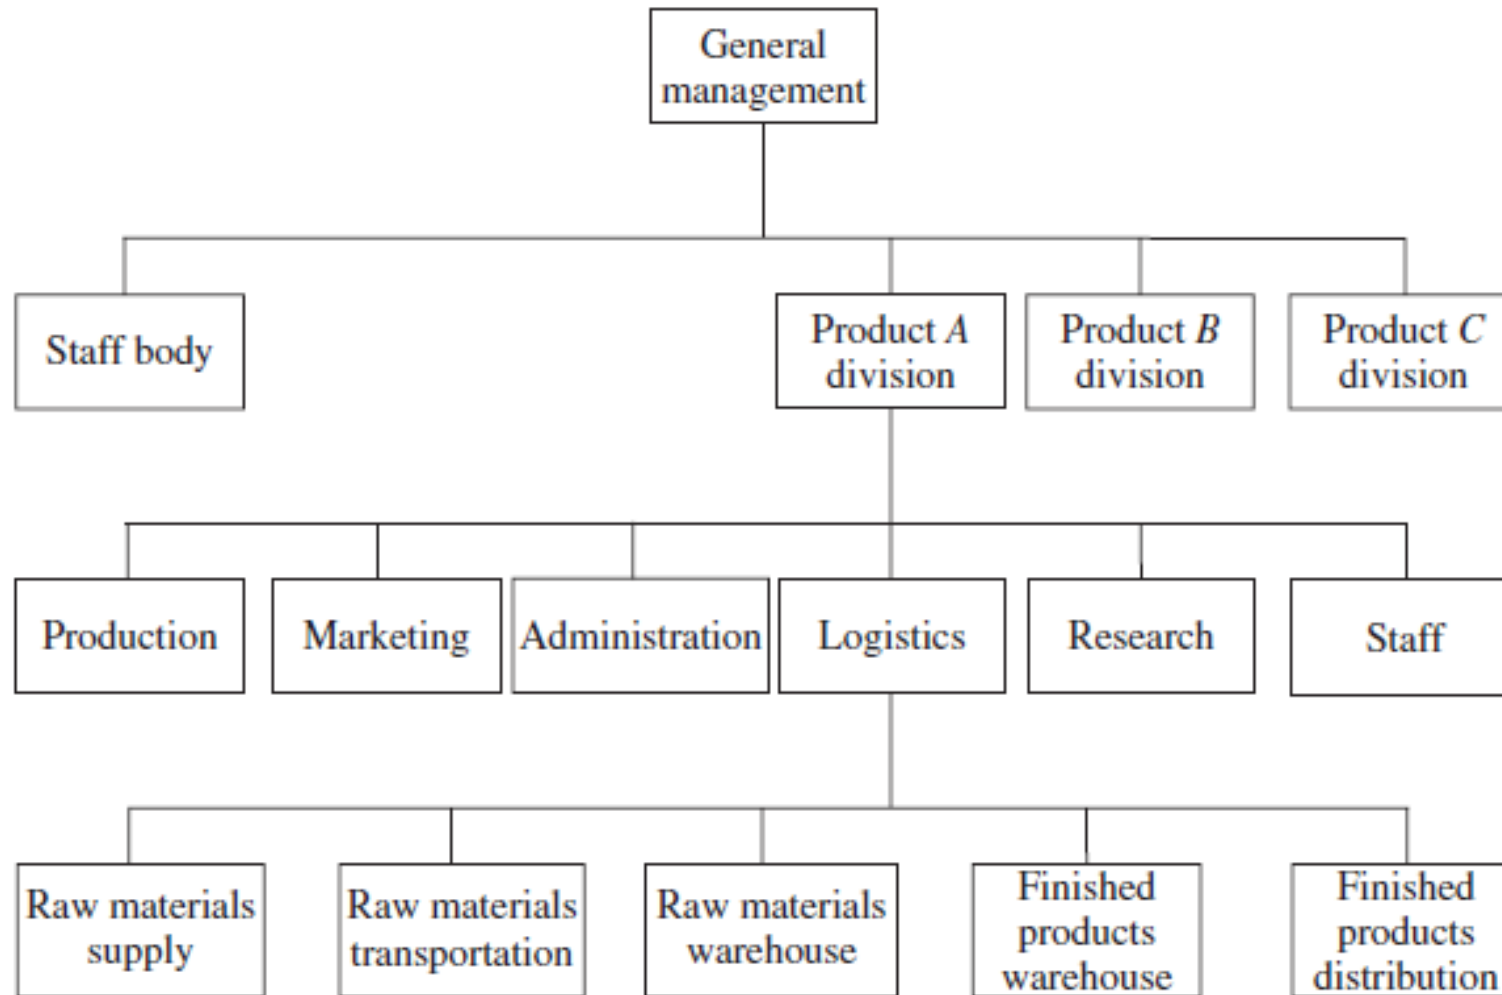 General
management
Staff body
Product A
division
Product B
division
Product C
division
Production
Marketing
Administration
Logistics
Research
Staff
Raw materials
supply
Raw materials
transportation
Raw materials
warehouse
Finished
products
warehouse
Finished
products
distribution